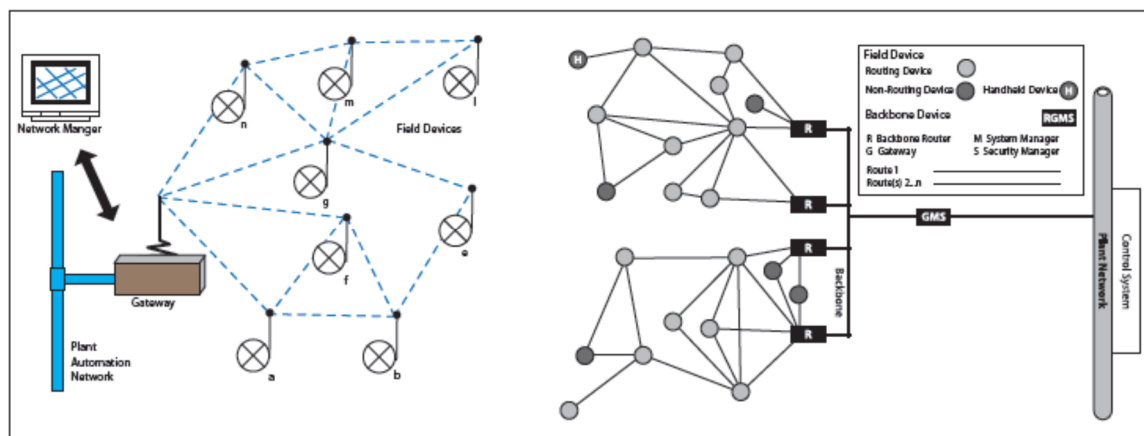 Network Manger
n
m
l
Field Devices
g
e
f
Gateway
Plant
Automation
Network
a
b
H
R
R
R
R
Backbone
GMS
Field Device
Routing Device
Non-Routing Device
Handheld Device
H
Backbone Device
RGMS
R Backbone Router
M System Manager
G Gateway
S Security Manager
Route 1
Route(s) 2...n
Plant Network
Control System